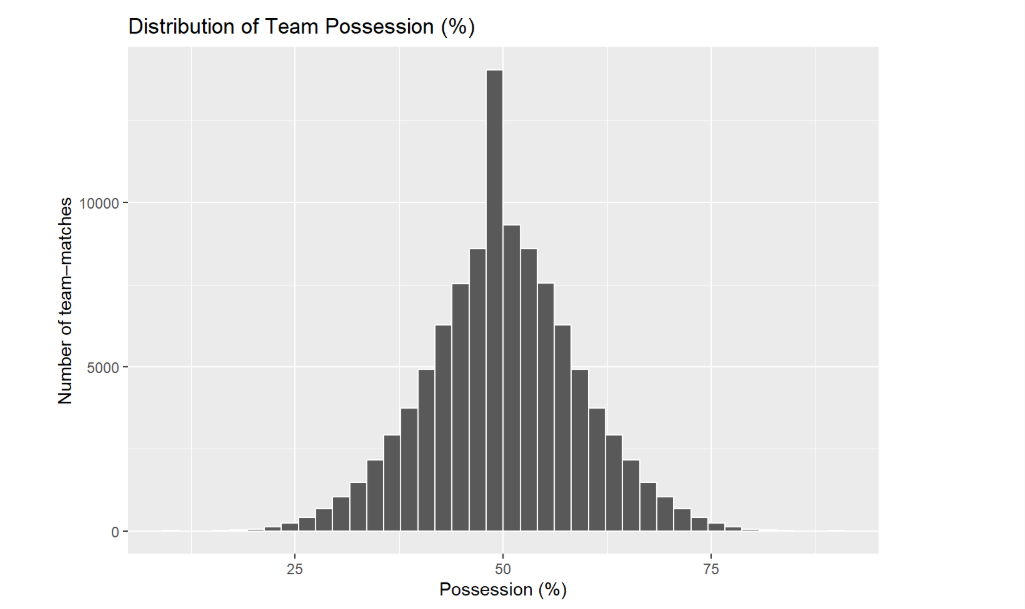 Distribution of Team Possession (%)
Number of team–matches
10000
5000
0
25
50
75
Possession (%)